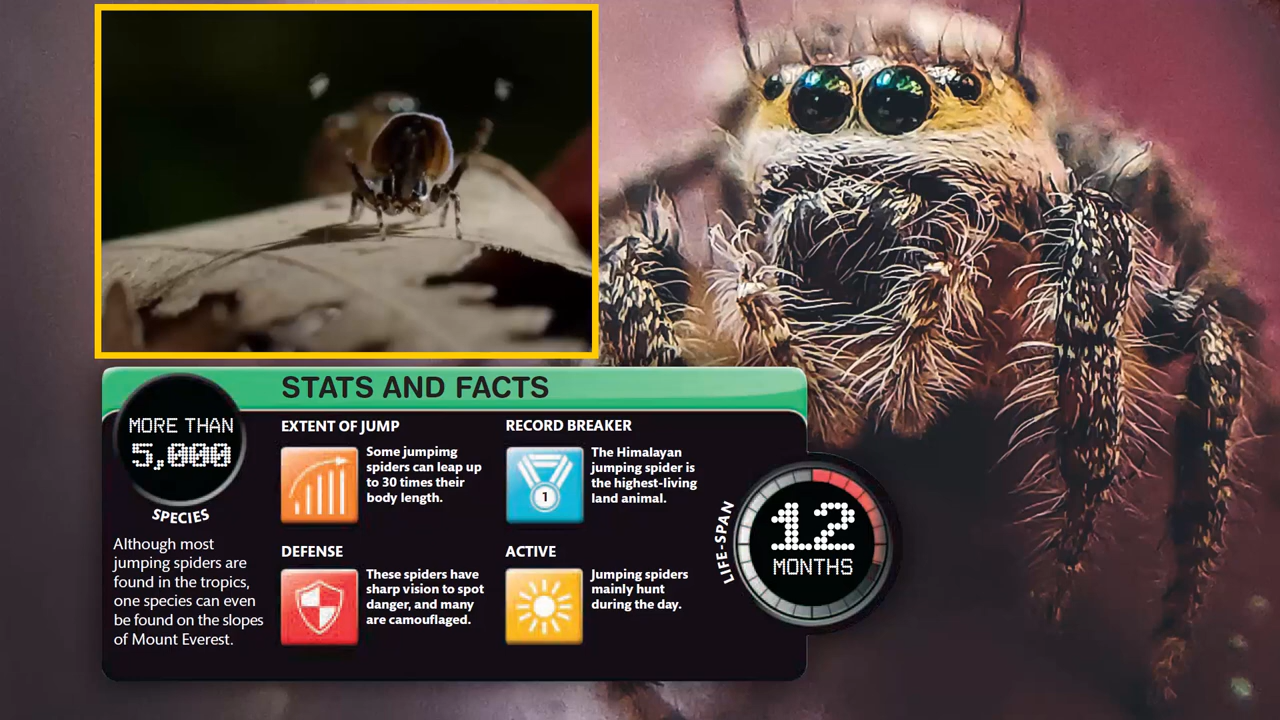 STATS AND FACTS
MORE THAN
5,000
SPECIES
Although most
jumping spiders are
found in the tropics,
one species can even
be found on the slopes
of Mount Everest.
EXTENT OF JUMP
Some jumpimg
spiders can leap up
to 30 times their
body length.
RECORD BREAKER
1
The Himalayan
jumping spider is
the highest-living
land animal.
DEFENSE
These spiders have
sharp vision to spot
danger, and many
are camouflaged.
ACTIVE
Jumping spiders
mainly hunt
during the day.
LIFE-SPAN
12
MONTHS